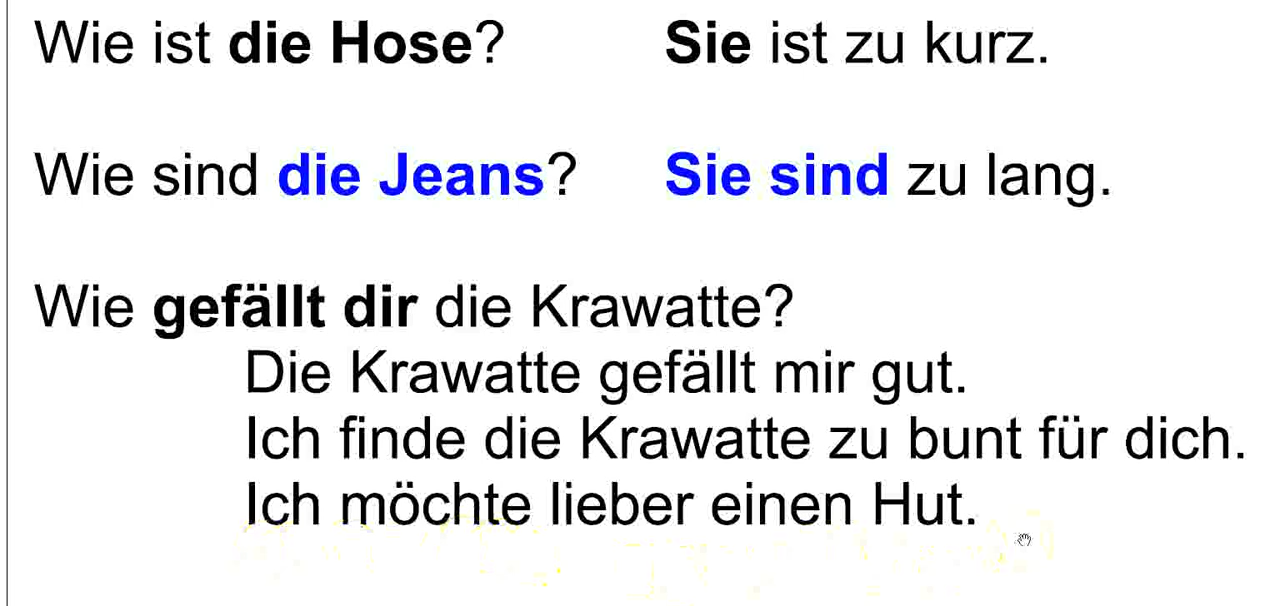 Wie ist die Hose? Sie ist zu kurz.
Wie sind die Jeans? Sie sind zu lang.
Wie gefällt dir die Krawatte?
Die Krawatte gefällt mir gut.
Ich finde die Krawatte zu bunt für dich.
Ich möchte lieber einen Hut.